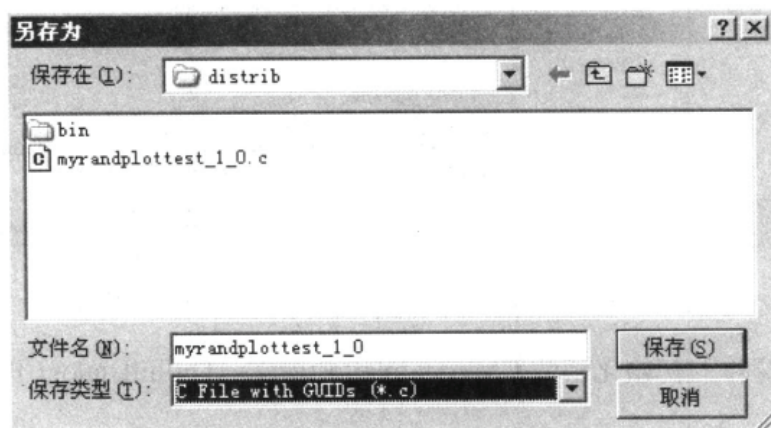 另存为
保存在(I):
distrib
bin
myrandplottest_1_0.c
文件名(N):
myrandplottest_1_0
保存(S)
保存类型(T):
C File with GUIDs (*.c)
取消